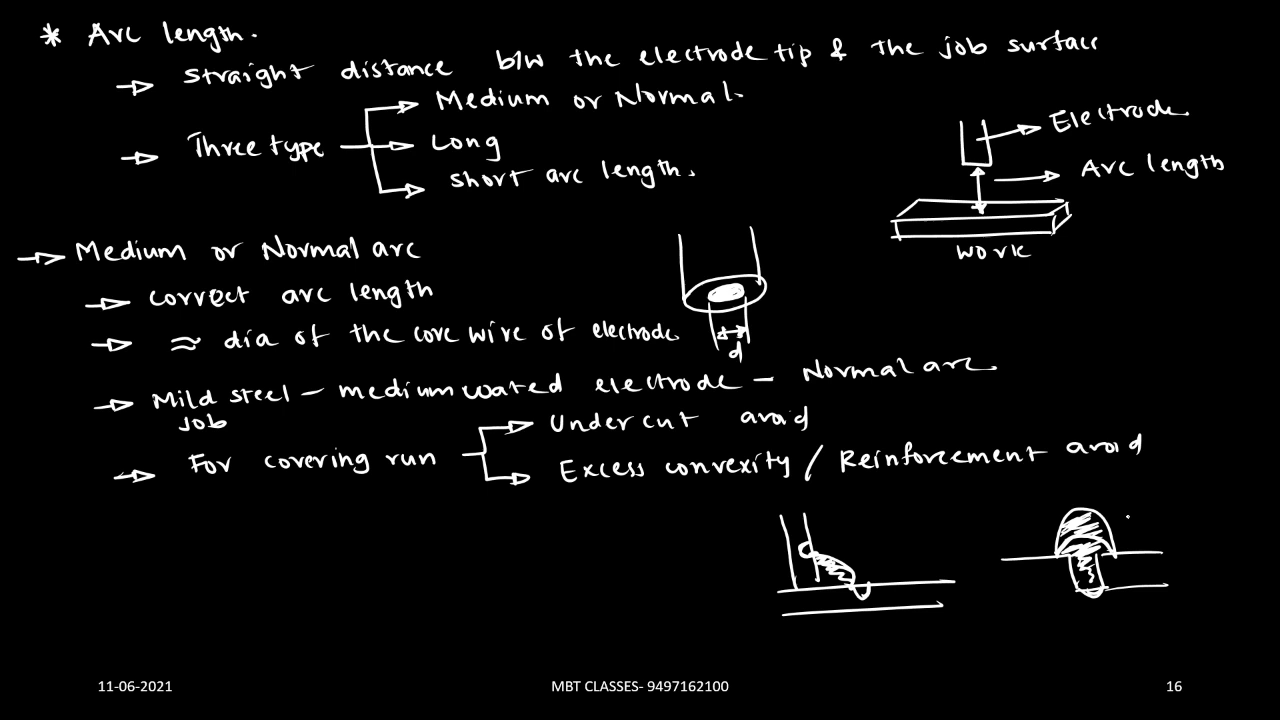 * Arc length.
→ straight distance b/w the electrode tip & the job surface
→ Three type → Medium or Normal.
→ Long
→ short arc length.
Electrode
Arc length
work
→ Medium or Normal arc
→ correct arc length
→ ≈ dia of the core wire of electrode
d
→ Mild steel – medium coated electrode – Normal arc
job
→ For covering run → Under cut avoid
→ Excess convexity / Reinforcement avoid
11-06-2021
MBT CLASSES- 9497162100
16